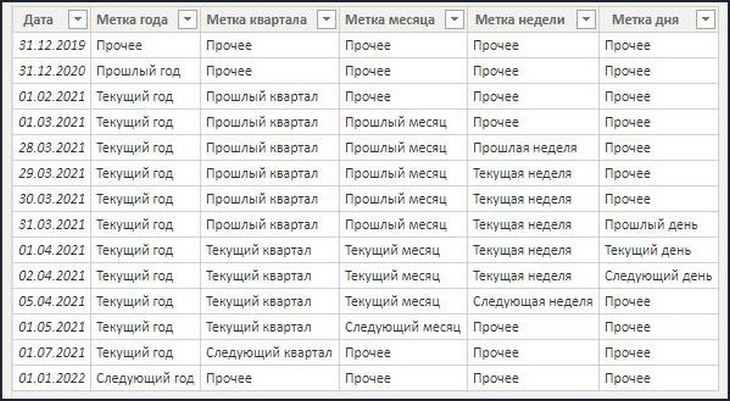 Дата Метка года Метка квартала Метка месяца Метка недели Метка дня
31.12.2019 Прочее Прочее Прочее Прочее Прочее
31.12.2020 Прошлый год Прочее Прочее Прочее Прочее
01.02.2021 Текущий год Прошлый квартал Прочее Прочее Прочее
01.03.2021 Текущий год Прошлый квартал Прошлый месяц Прочее Прочее
28.03.2021 Текущий год Прошлый квартал Прошлый месяц Прошлая неделя Прочее
29.03.2021 Текущий год Прошлый квартал Прошлый месяц Текущая неделя Прочее
30.03.2021 Текущий год Прошлый квартал Прошлый месяц Текущая неделя Прочее
31.03.2021 Текущий год Прошлый квартал Прошлый месяц Текущая неделя Прошлый день
01.04.2021 Текущий год Текущий квартал Текущий месяц Текущая неделя Текущий день
02.04.2021 Текущий год Текущий квартал Текущий месяц Текущая неделя Следующий день
05.04.2021 Текущий год Текущий квартал Текущий месяц Следующая неделя Прочее
01.05.2021 Текущий год Текущий квартал Следующий месяц Прочее Прочее
01.07.2021 Текущий год Следующий квартал Прочее Прочее Прочее
01.01.2022 Следующий год Прочее Прочее Прочее Прочее